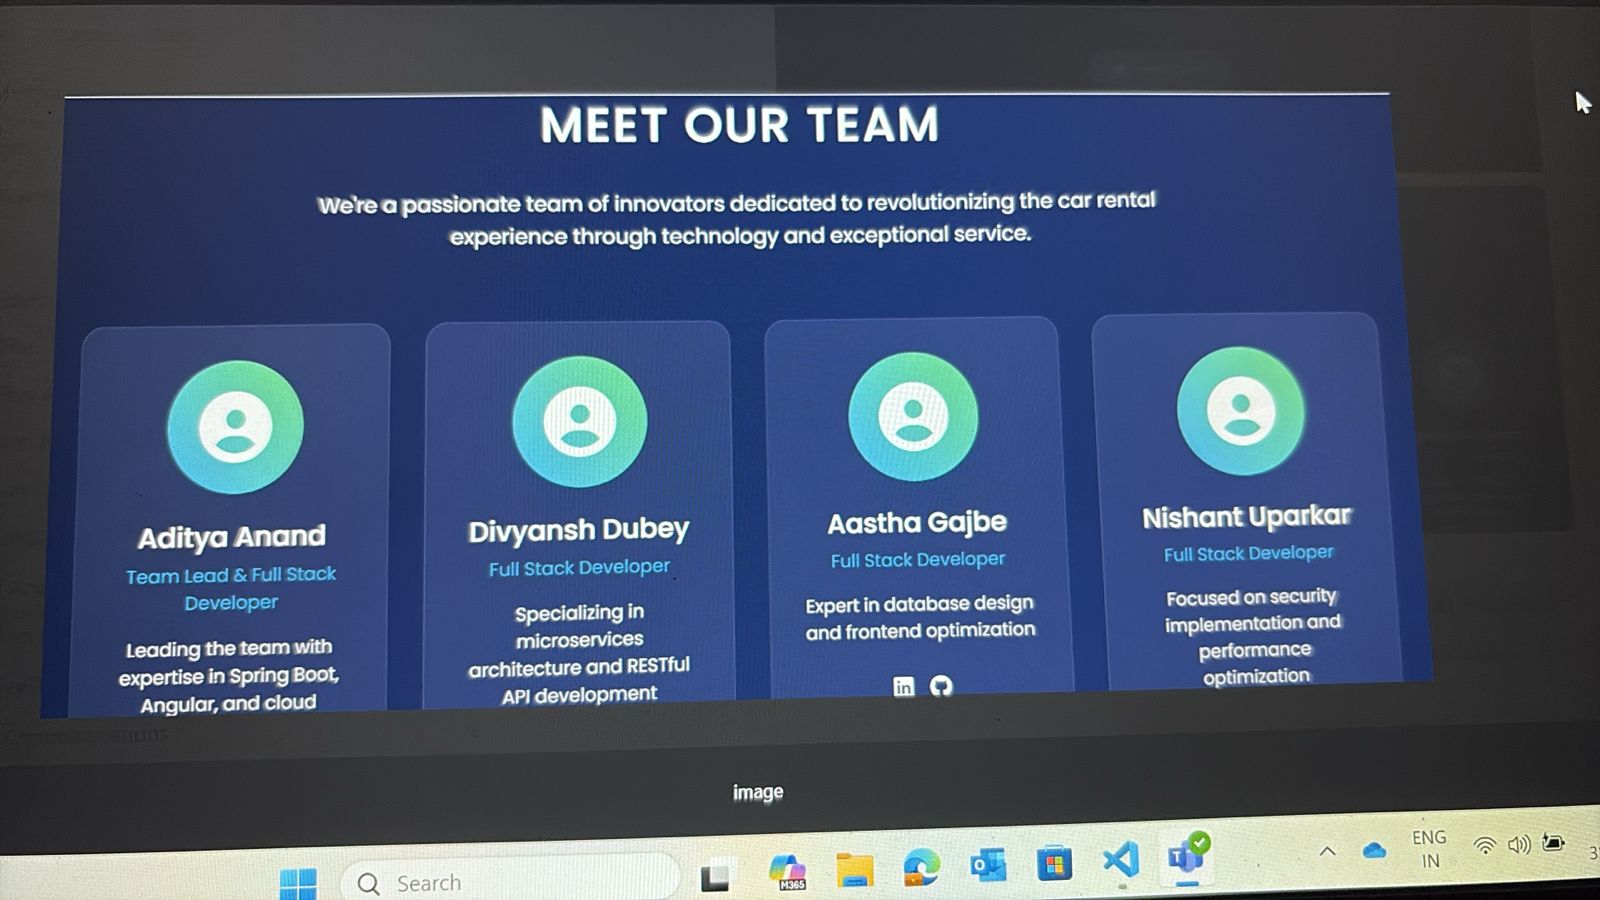 MEET OUR TEAM
We're a passionate team of innovators dedicated to revolutionizing the car rental
experience through technology and exceptional service.
Aditya Anand
Team Lead & Full Stack
Developer
Leading the team with
expertise in Spring Boot,
Angular, and cloud
Divyansh Dubey
Full Stack Developer
Specializing in
microservices
architecture and RESTful
API development
Aastha Gajbe
Full Stack Developer
Expert in database design
and frontend optimization
in
Nishant Uparkar
Full Stack Developer
Focused on security
implementation and
performance
optimization
image
Search
M365
ENG
IN